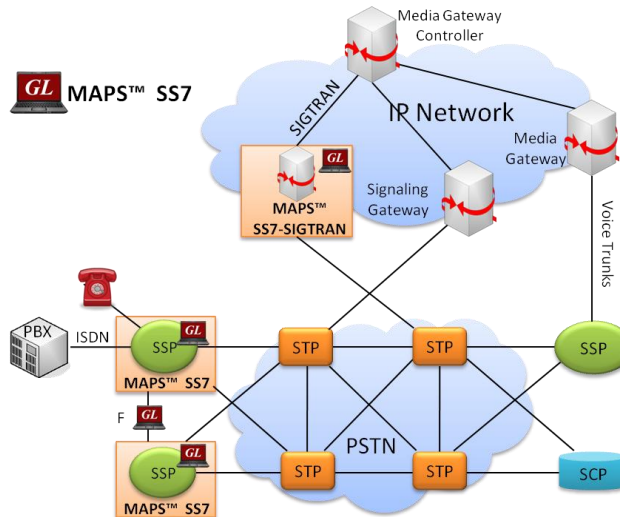 Media Gateway
Controller
GL
MAPS™ SS7
SIGTRAN
IP Network
Media
Gateway
GL
MAPS™
SS7-SIGTRAN
Signaling
Gateway
Voice Trunks
PBX
ISDN
SSP
GL
MAPS™ SS7
STP
STP
SSP
F
GL
PSTN
SSP
GL
MAPS™ SS7
STP
STP
SCP